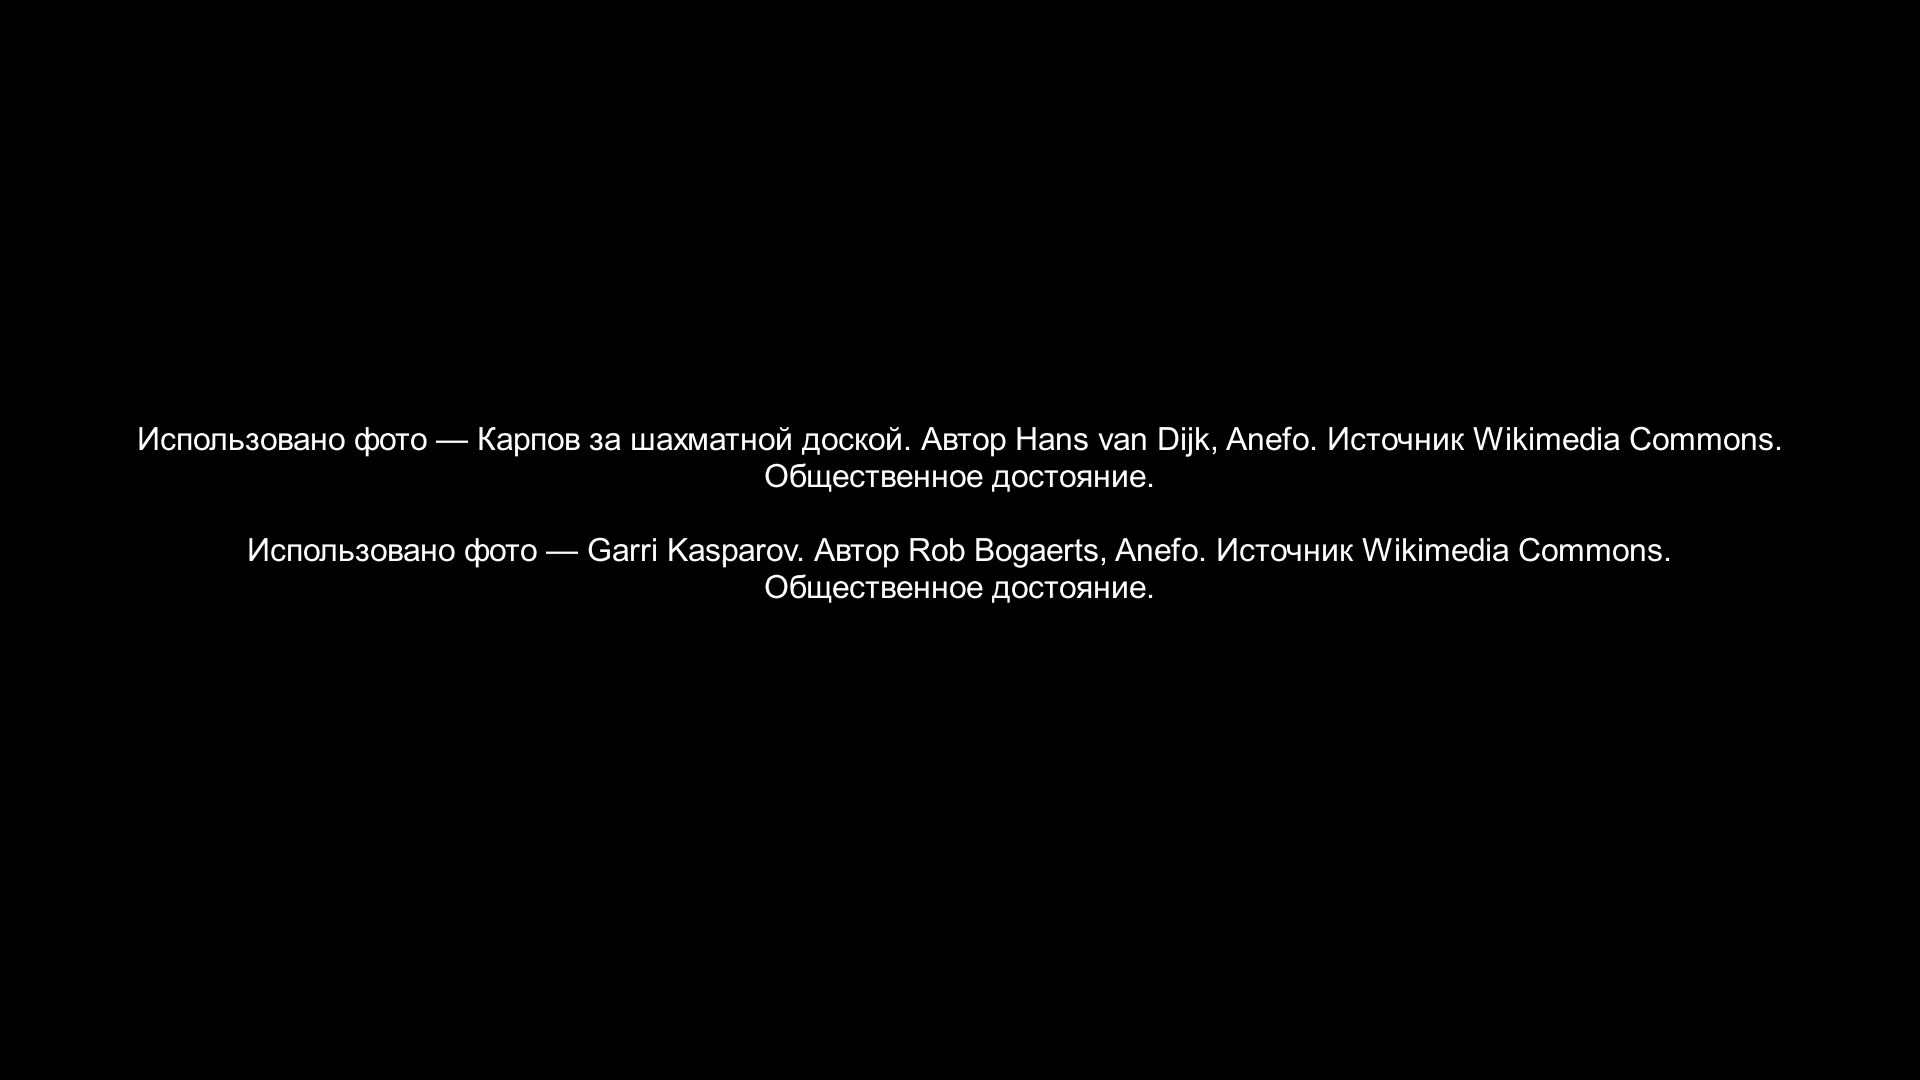 Использовано фото — Карпов за шахматной доской. Автор Hans van Dijk, Anefo. Источник Wikimedia Commons.
Общественное достояние.
Использовано фото — Garri Kasparov. Автор Rob Bogaerts, Anefo. Источник Wikimedia Commons.
Общественное достояние.